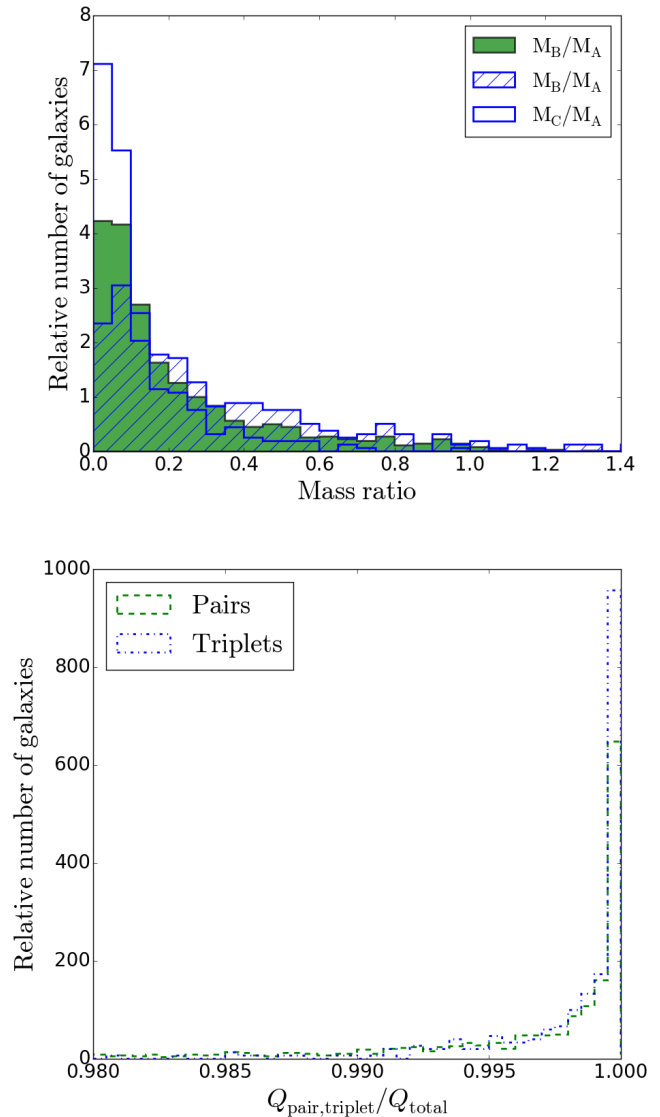 8
7
6
5
4
3
2
1
0
Relative number of galaxies
M_B/M_A
M_B/M_A
M_C/M_A
0.0 0.2 0.4 0.6 0.8 1.0 1.2 1.4
Mass ratio
1000
800
600
400
200
0
Relative number of galaxies
Pairs
Triplets
0.980 0.985 0.990 0.995 1.000
Q_pair,triplet/Q_total